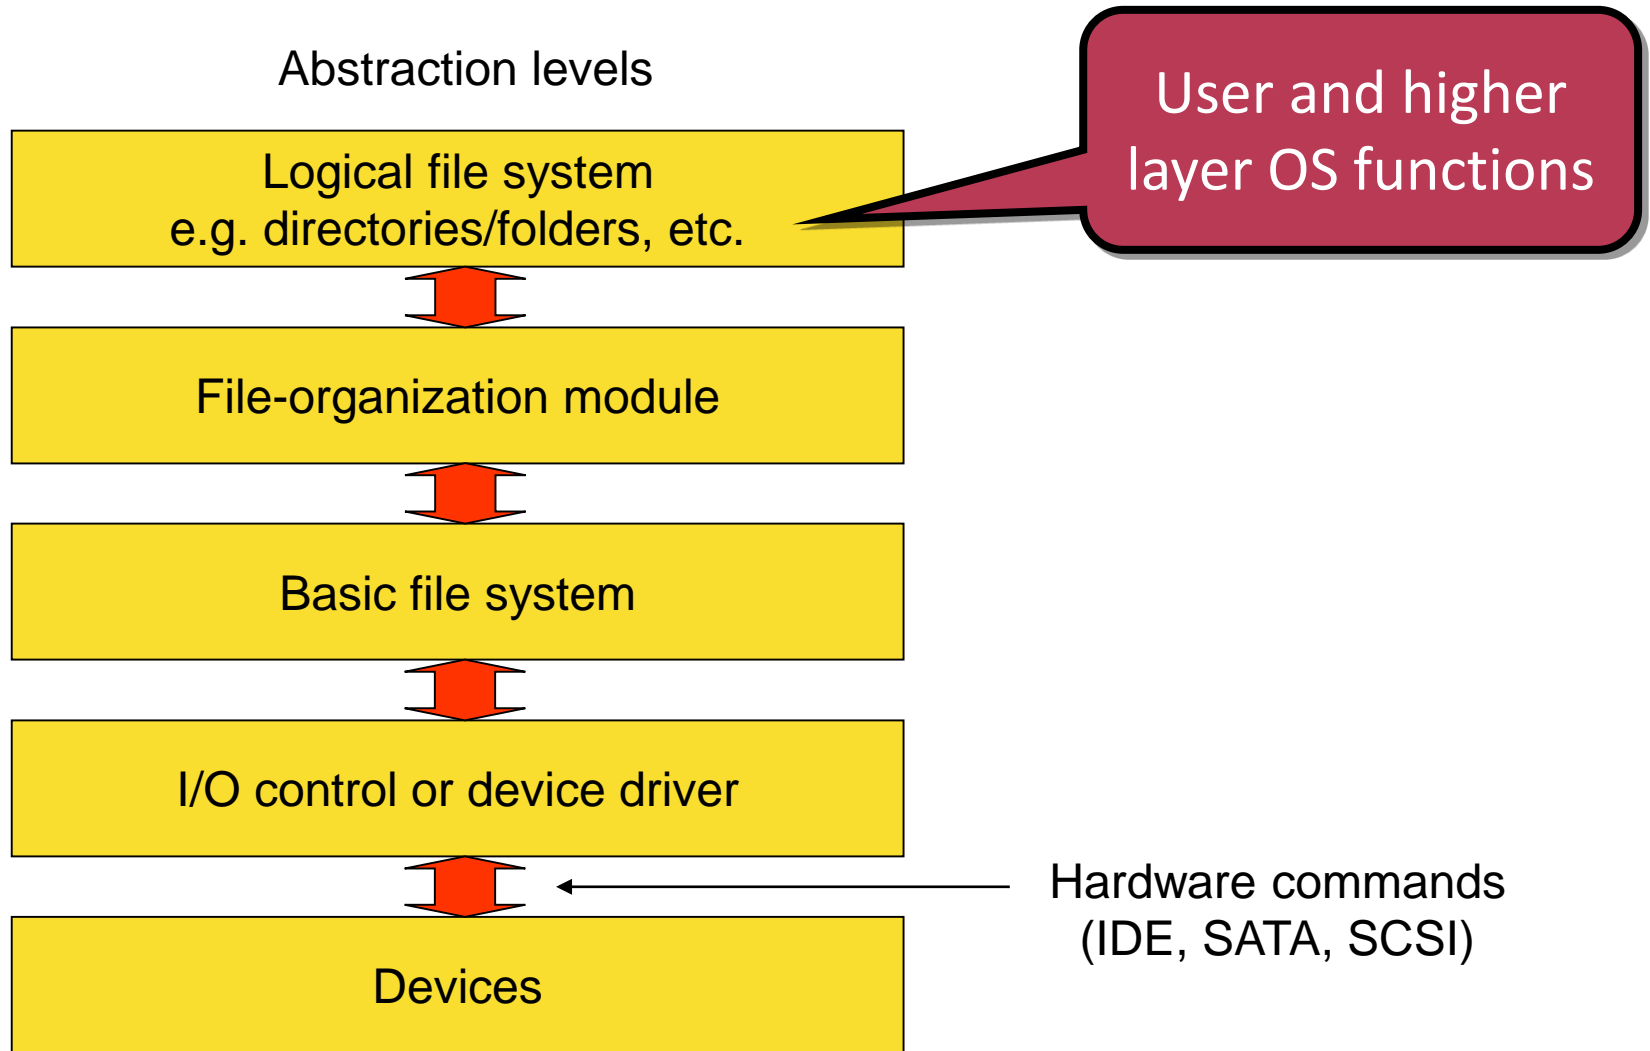 Abstraction levels
User and higher
layer OS functions
Logical file system
e.g. directories/folders, etc.
File-organization module
Basic file system
I/O control or device driver
Hardware commands
(IDE, SATA, SCSI)
Devices